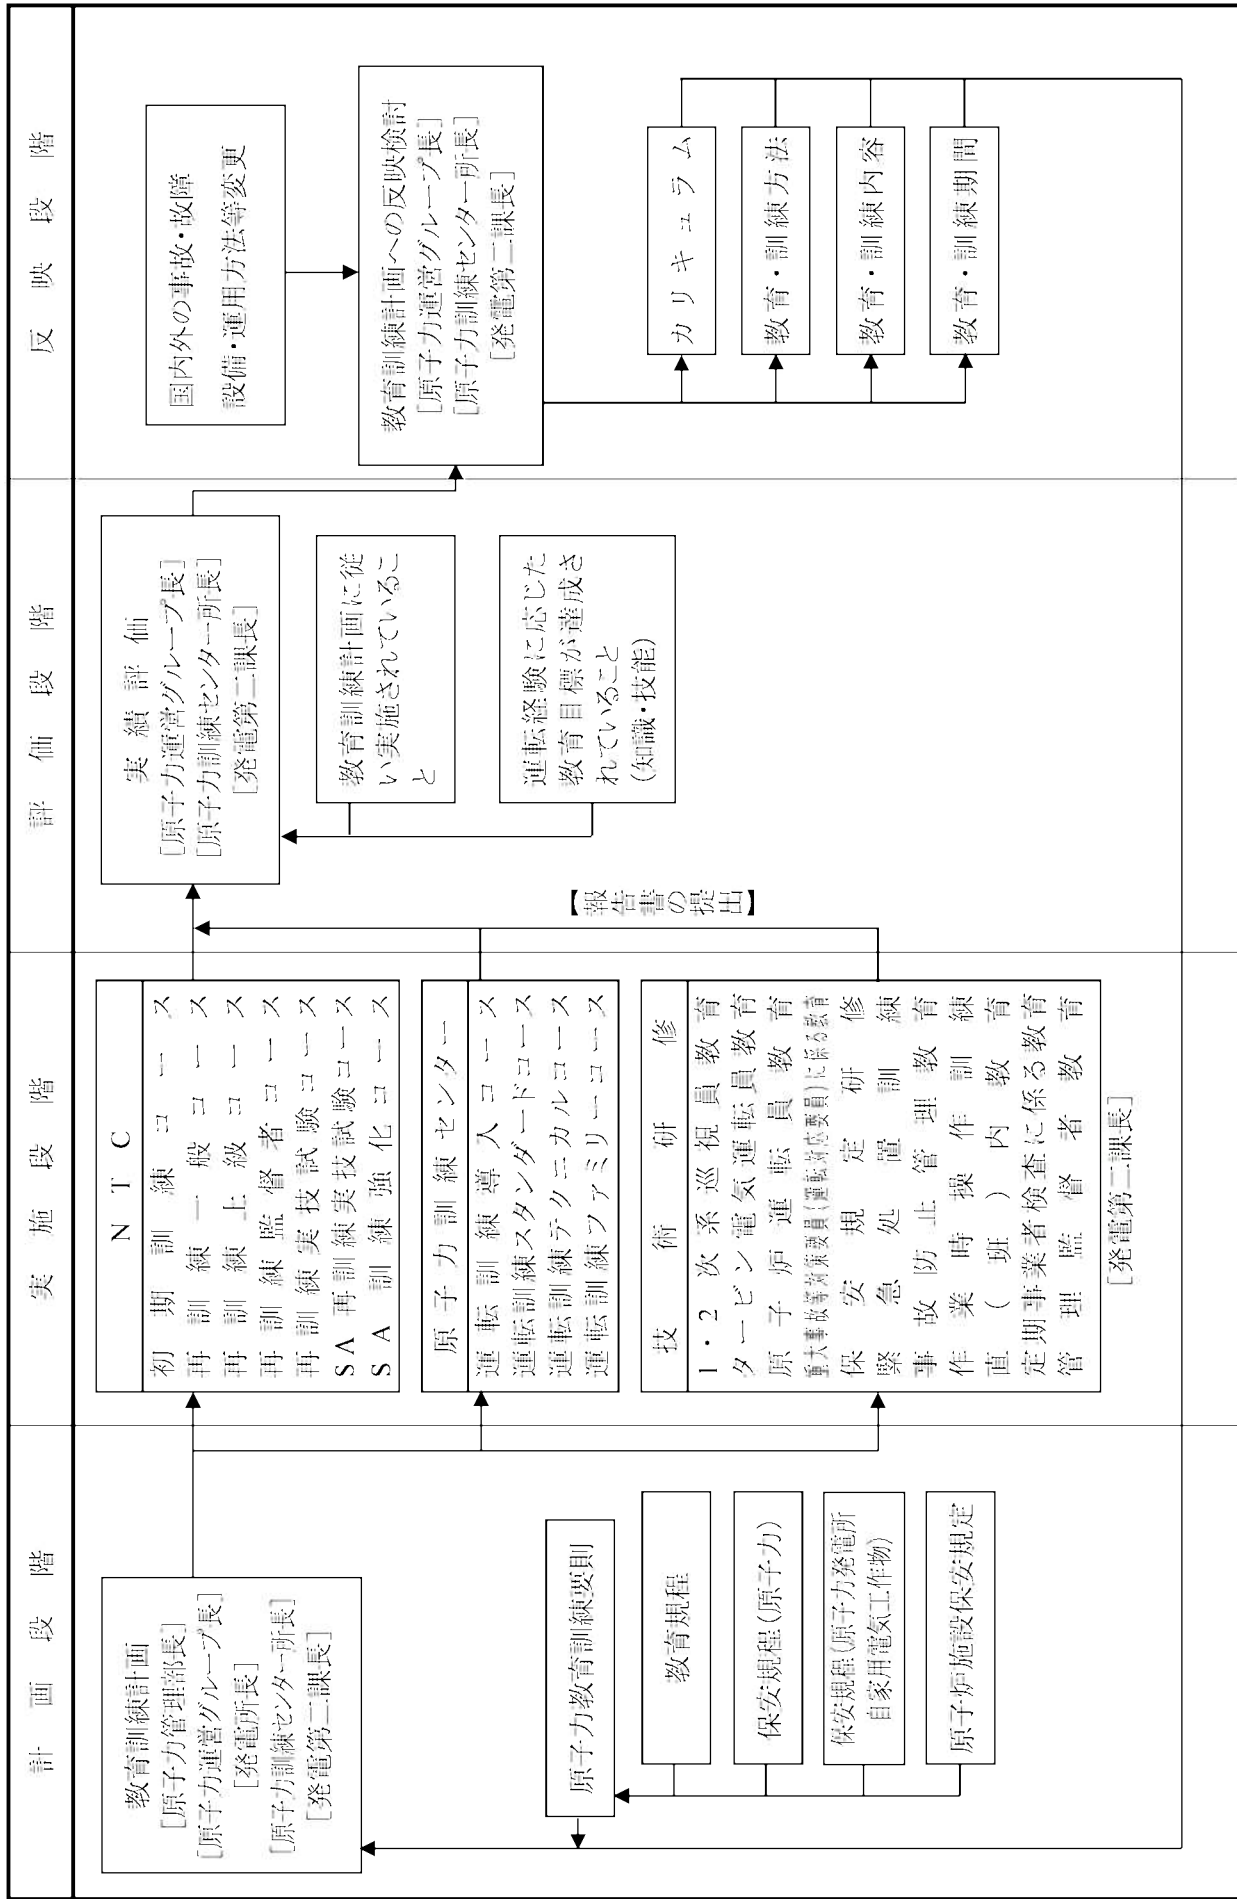 計画段階
実施段階
評価段階
反映段階
教育訓練計画
[原子力管理部長]
[原子力運営グループ長]
[発電所長]
[原子力訓練センター所長]
[発電第二課長]
原子力教育訓練要則
教育規程
保安規程(原子力)
保安規程(原子力発電所
自家用電気工作物)
原子炉施設保安規定
NTC
初期訓練コース
再訓練一般コース
再訓練上級コース
再訓練監督者コース
再訓練実技試験コース
SA再訓練実技試験コース
SA訓練強化コース
原子力訓練センター
運転訓練導入コース
運転訓練スタンダードコース
運転訓練テクニカルコース
運転訓練ファミリーコース
技術研修
1・2次系巡視員教育
タービン電気運転員教育
原子炉運転員教育
重大事故等対策要員(運転対応要員)に係る教育
保安規定研修
緊急処置訓練
事故防止管理教育
作業時操作訓練
直(班)内教育
定期事業者検査に係る教育
管理監督者教育
[発電第二課長]
【報告書の提出】
実績評価
[原子力運営グループ長]
[原子力訓練センター所長]
[発電第二課長]
教育訓練計画に従
い実施されているこ
と
運転経験に応じた
教育目標が達成さ
れていること
(知識・技能)
国内外の事故・故障
設備・運用方法等変更
教育訓練計画への反映検討
[原子力運営グループ長]
[原子力訓練センター所長]
[発電第二課長]
カリキュラム
教育・訓練方法
教育・訓練内容
教育・訓練期間